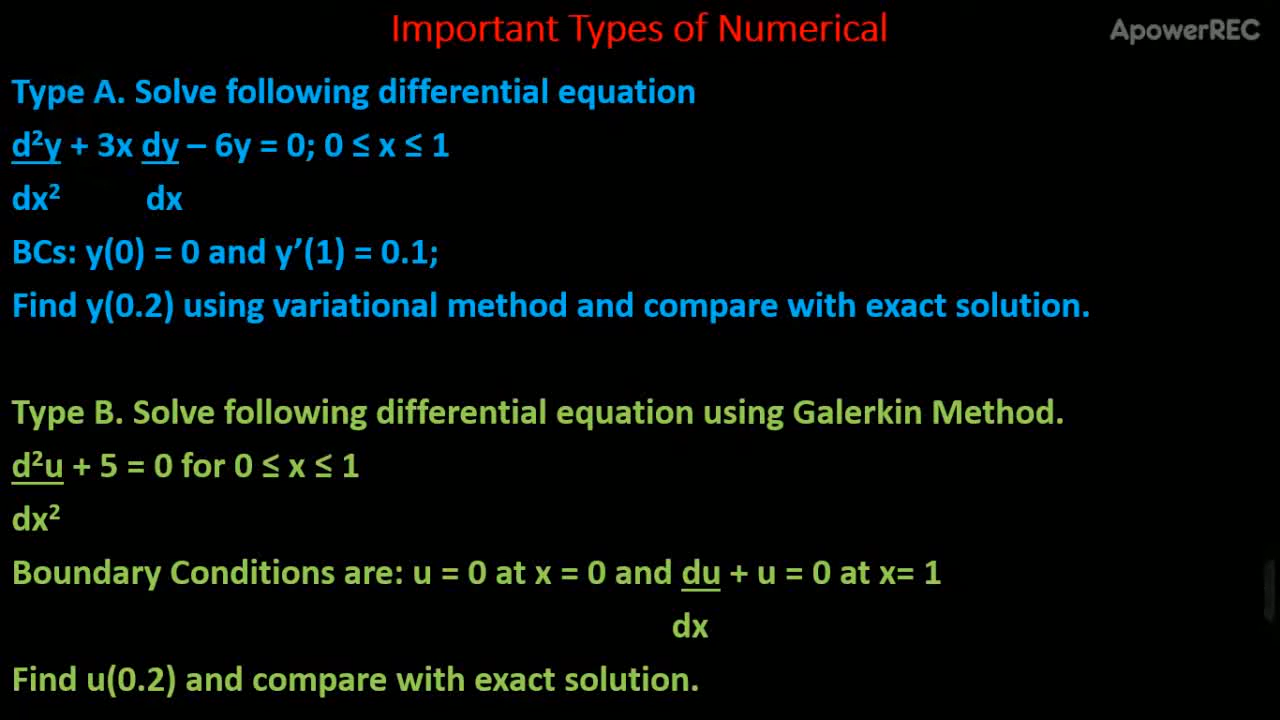 Important Types of Numerical
ApowerREC
Type A. Solve following differential equation
d²y + 3x dy – 6y = 0; 0 ≤ x ≤ 1
dx² dx
BCs: y(0) = 0 and y’(1) = 0.1;
Find y(0.2) using variational method and compare with exact solution.
Type B. Solve following differential equation using Galerkin Method.
d²u + 5 = 0 for 0 ≤ x ≤ 1
dx²
Boundary Conditions are: u = 0 at x = 0 and du + u = 0 at x= 1
dx
Find u(0.2) and compare with exact solution.